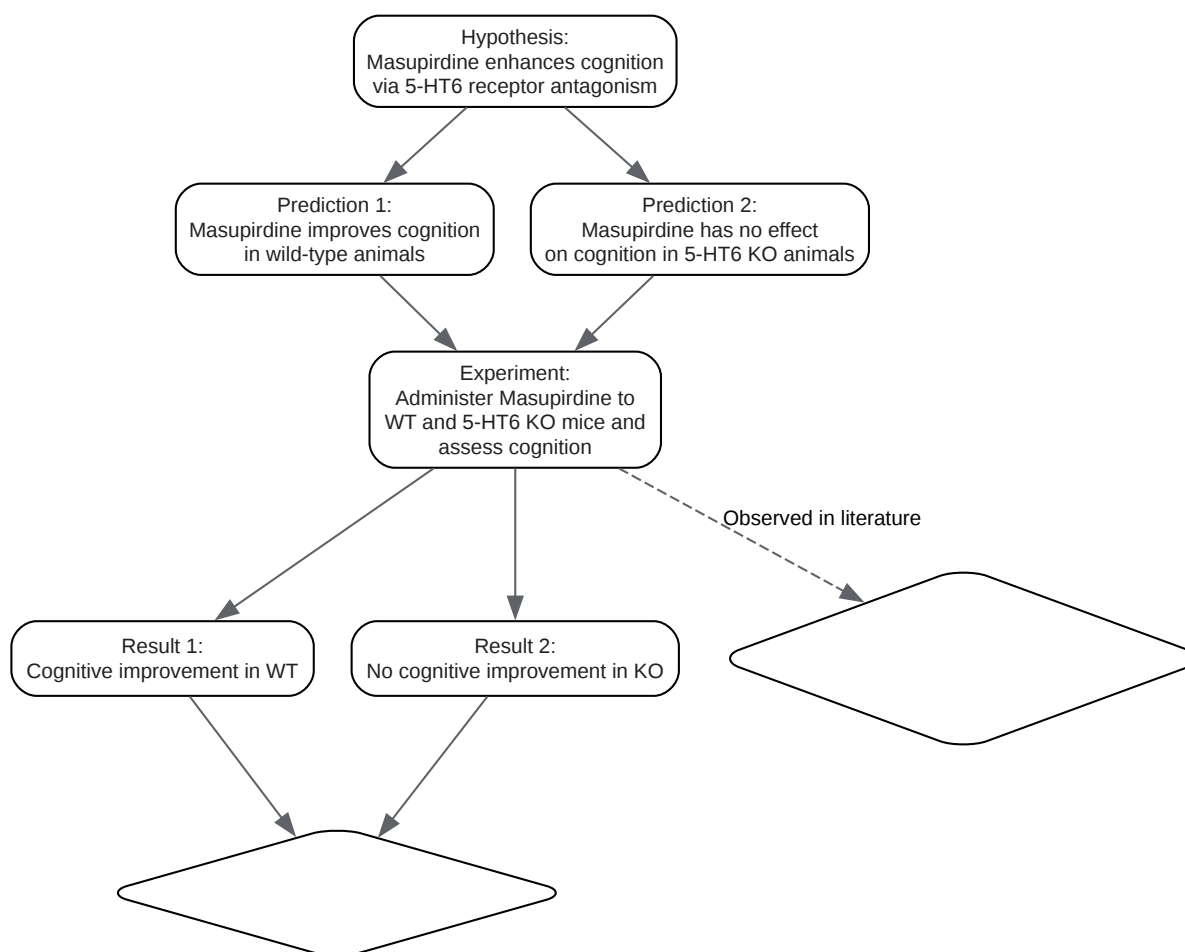 Hypothesis:
Masupirdine enhances cognition
via 5-HT6 receptor antagonism
Prediction 1:
Masupirdine improves cognition
in wild-type animals
Prediction 2:
Masupirdine has no effect
on cognition in 5-HT6 KO animals
Experiment:
Administer Masupirdine to
WT and 5-HT6 KO mice and
assess cognition
Observed in literature
Result 1:
Cognitive improvement in WT
Result 2:
No cognitive improvement in KO